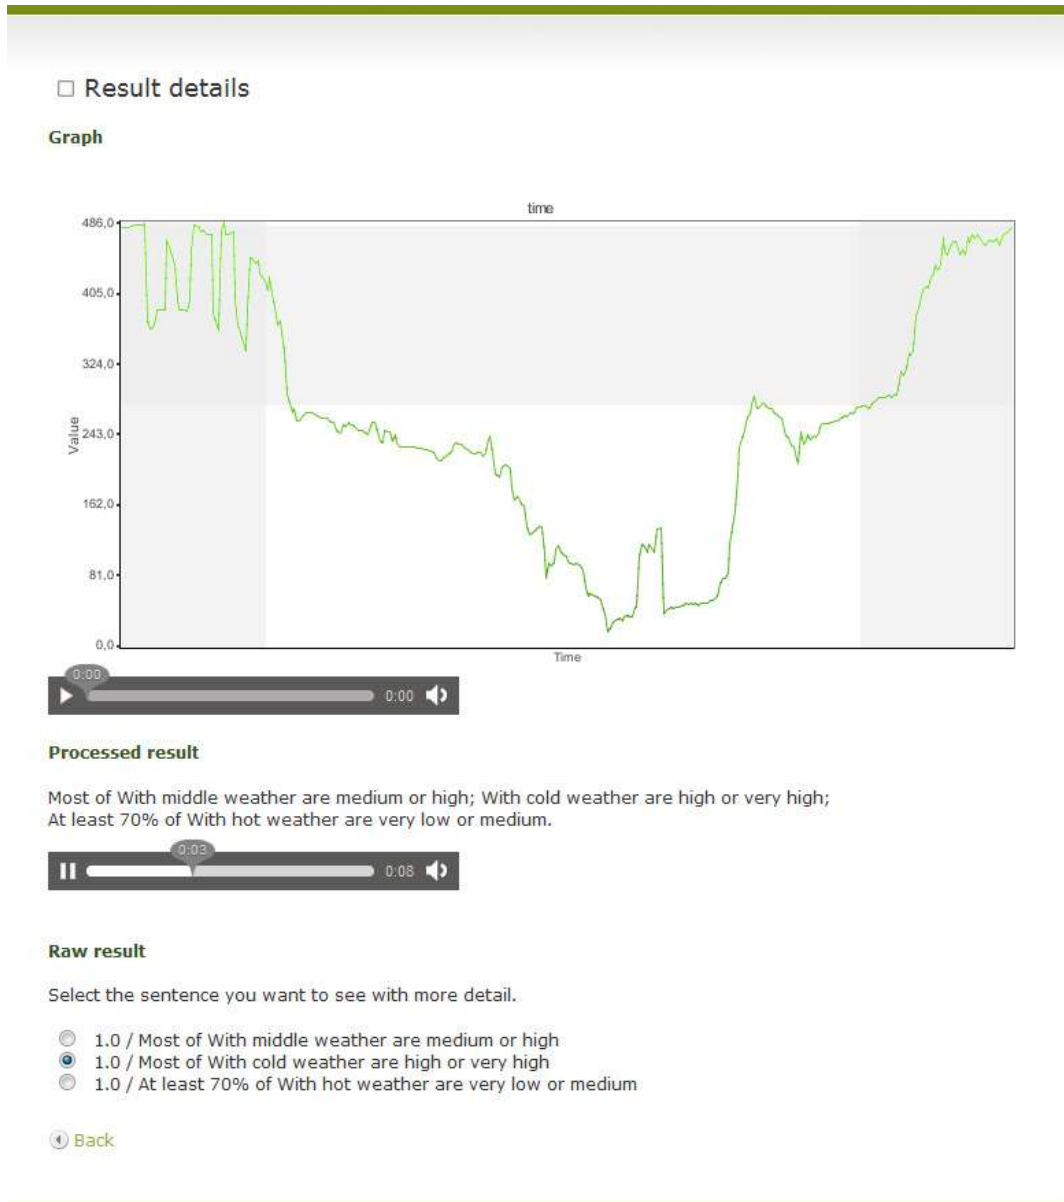 Result details
Graph
time
486,0
405,0
324,0
243,0
162,0
81,0
0,0
Value
Time
0:00
0:00
Processed result
Most of With middle weather are medium or high; With cold weather are high or very high;
At least 70% of With hot weather are very low or medium.
0:03
0:08
Raw result
Select the sentence you want to see with more detail.
1.0 / Most of With middle weather are medium or high
1.0 / Most of With cold weather are high or very high
1.0 / At least 70% of With hot weather are very low or medium
Back